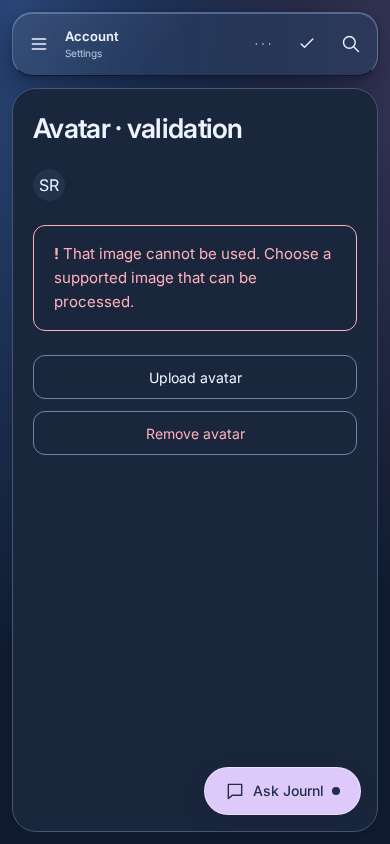 Account
Settings
...
Avatar · validation
SR
! That image cannot be used. Choose a
supported image that can be
processed.
Upload avatar
Remove avatar
Ask Journl